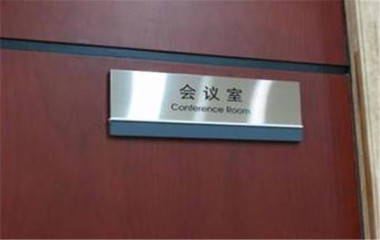 会议室
Conference Room